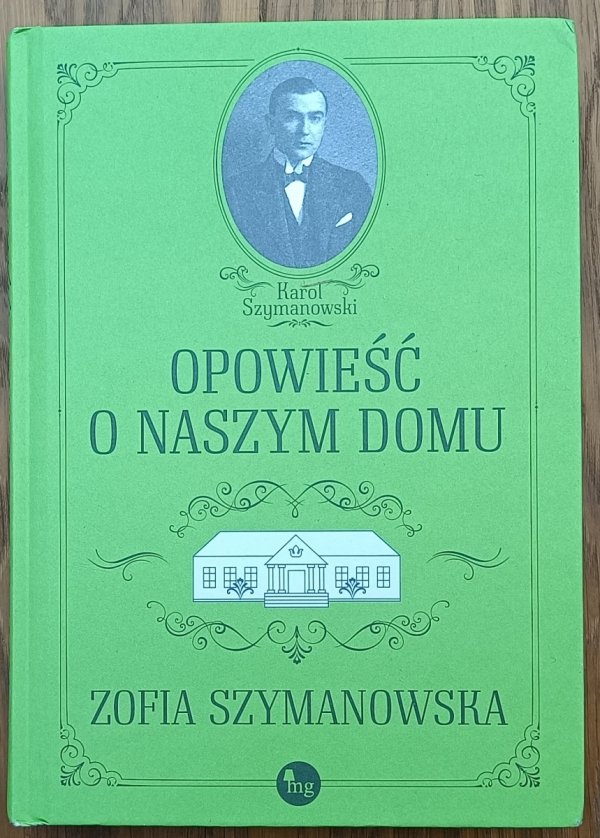 Karol
Szymanowski
OPOWIEŚĆ
O NASZYM DOMU
ZOFIA SZYMANOWSKA
mg